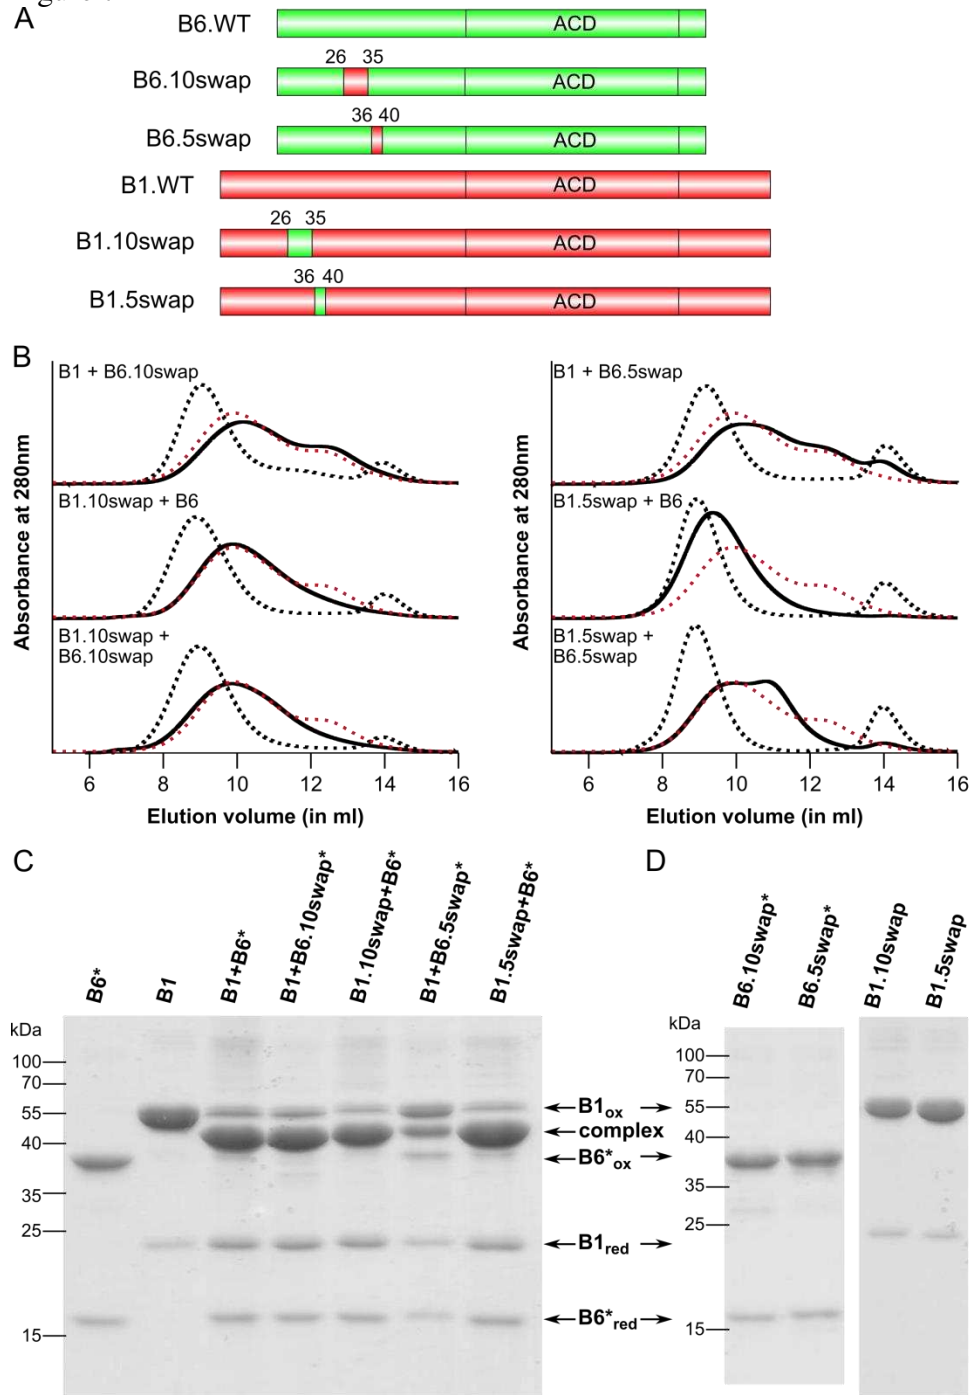 A
B6.WT
ACD
26 35
B6.10swap
ACD
36 40
B6.5swap
ACD
B1.WT
ACD
26 35
B1.10swap
ACD
36 40
B1.5swap
ACD
B
B1 + B6.10swap
B1.10swap + B6
B1.10swap +
B6.10swap
Absorbance at 280nm
6 8 10 12 14 16
Elution volume (in ml)
B1 + B6.5swap
B1.5swap + B6
B1.5swap +
B6.5swap
Absorbance at 280nm
6 8 10 12 14 16
Elution volume (in ml)
C
B6*
B1
B1+B6*
B1+B6.10swap*
B1.10swap+B6*
B1+B6.5swap*
B1.5swap+B6*
kDa
100
70
55
40
35
25
15
B1ox
complex
B6*ox
B1red
B6*red
D
B6.10swap*
B6.5swap*
B1.10swap
B1.5swap
kDa
100
70
55
40
35
25
15